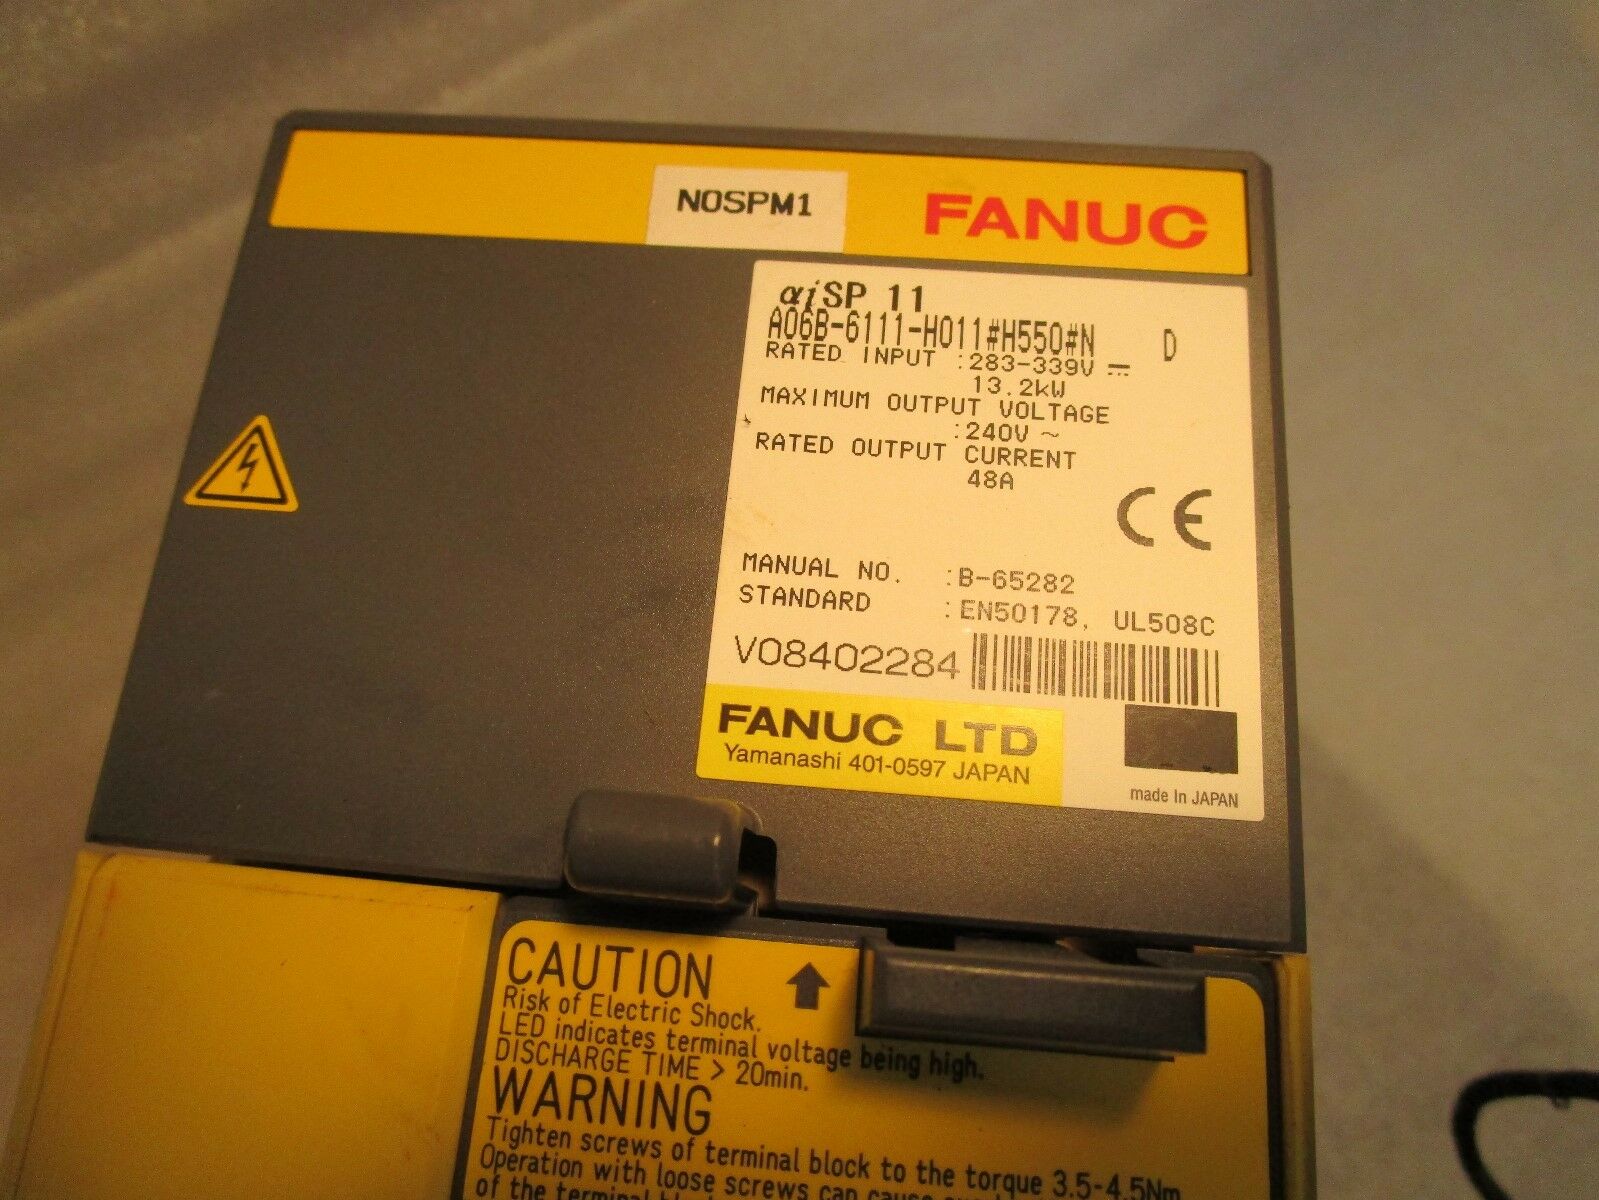 NOSPM1
FANUC
αiSP 11
A06B-6111-H011#H550#N D
RATED INPUT :283-339V ⎓
13.2kW
MAXIMUM OUTPUT VOLTAGE
:240V ~
RATED OUTPUT CURRENT
48A
CE
MANUAL NO. :B-65282
STANDARD :EN50178, UL508C
V08402284
FANUC LTD
Yamanashi 401-0597 JAPAN
made In JAPAN
CAUTION
Risk of Electric Shock.
LED indicates terminal voltage being high.
DISCHARGE TIME > 20min.
WARNING
Tighten screws of terminal block to the torque 3.5-4.5Nm
Operation with loose screws can cause
of the terminal